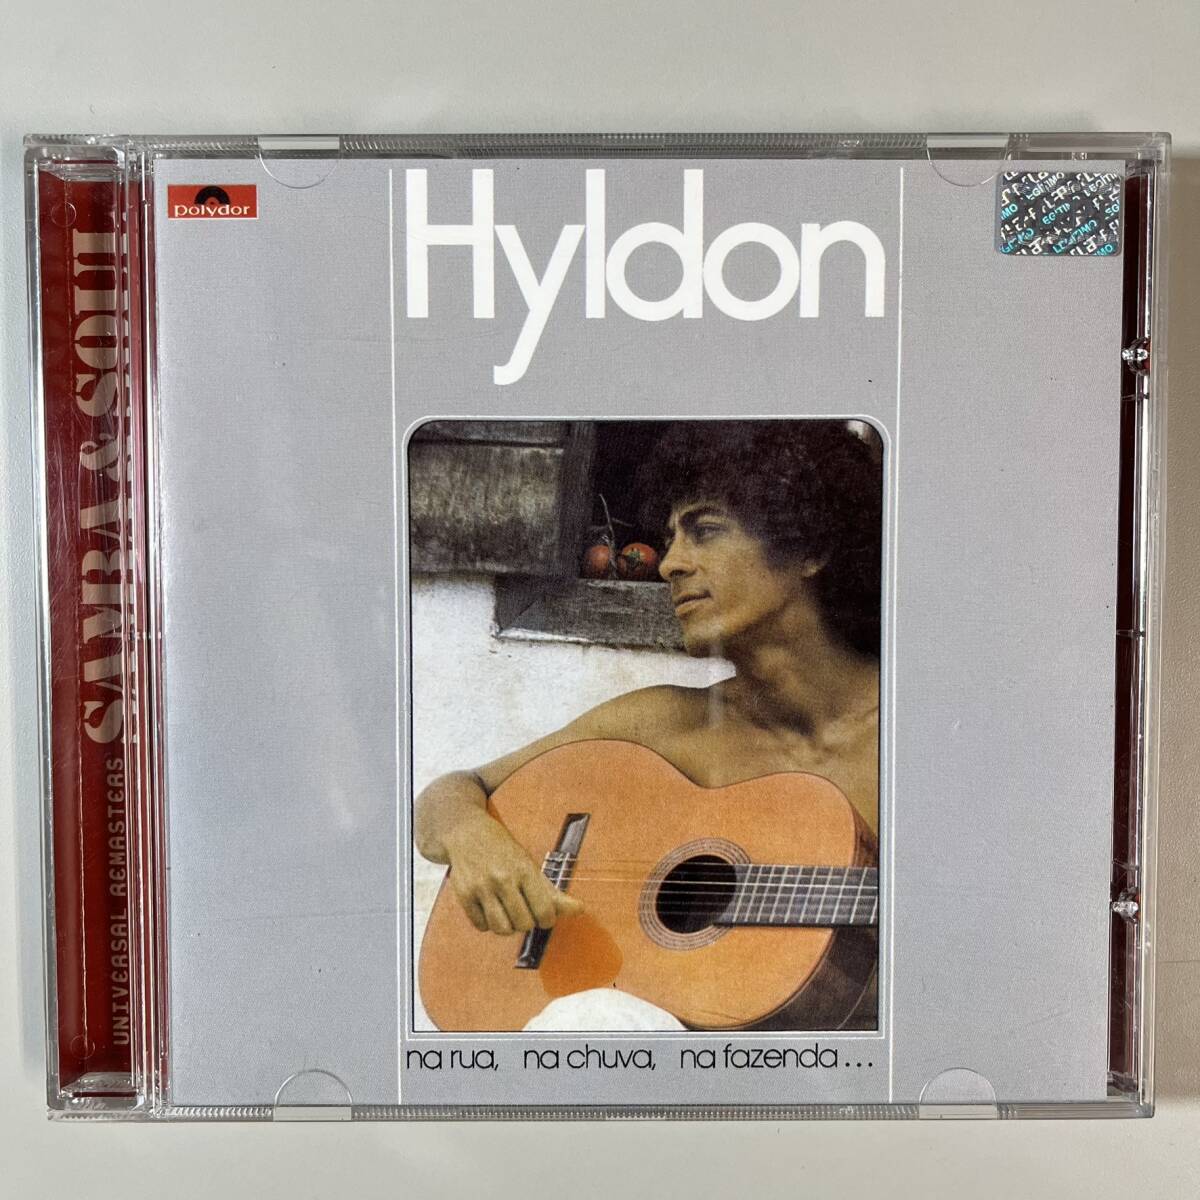 polydor
Hyldon
na rua, na chuva, na fazenda...
UNIVERSAL REMASTERS SAMBA & SOUL